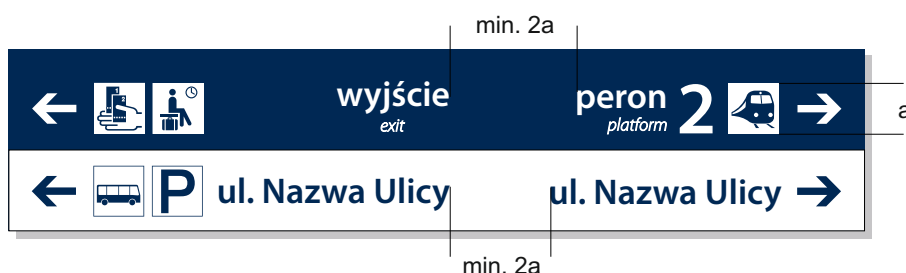 min. 2a
wyjście peron 2
exit platform
a
P ul. Nazwa Ulicy ul. Nazwa Ulicy
min. 2a